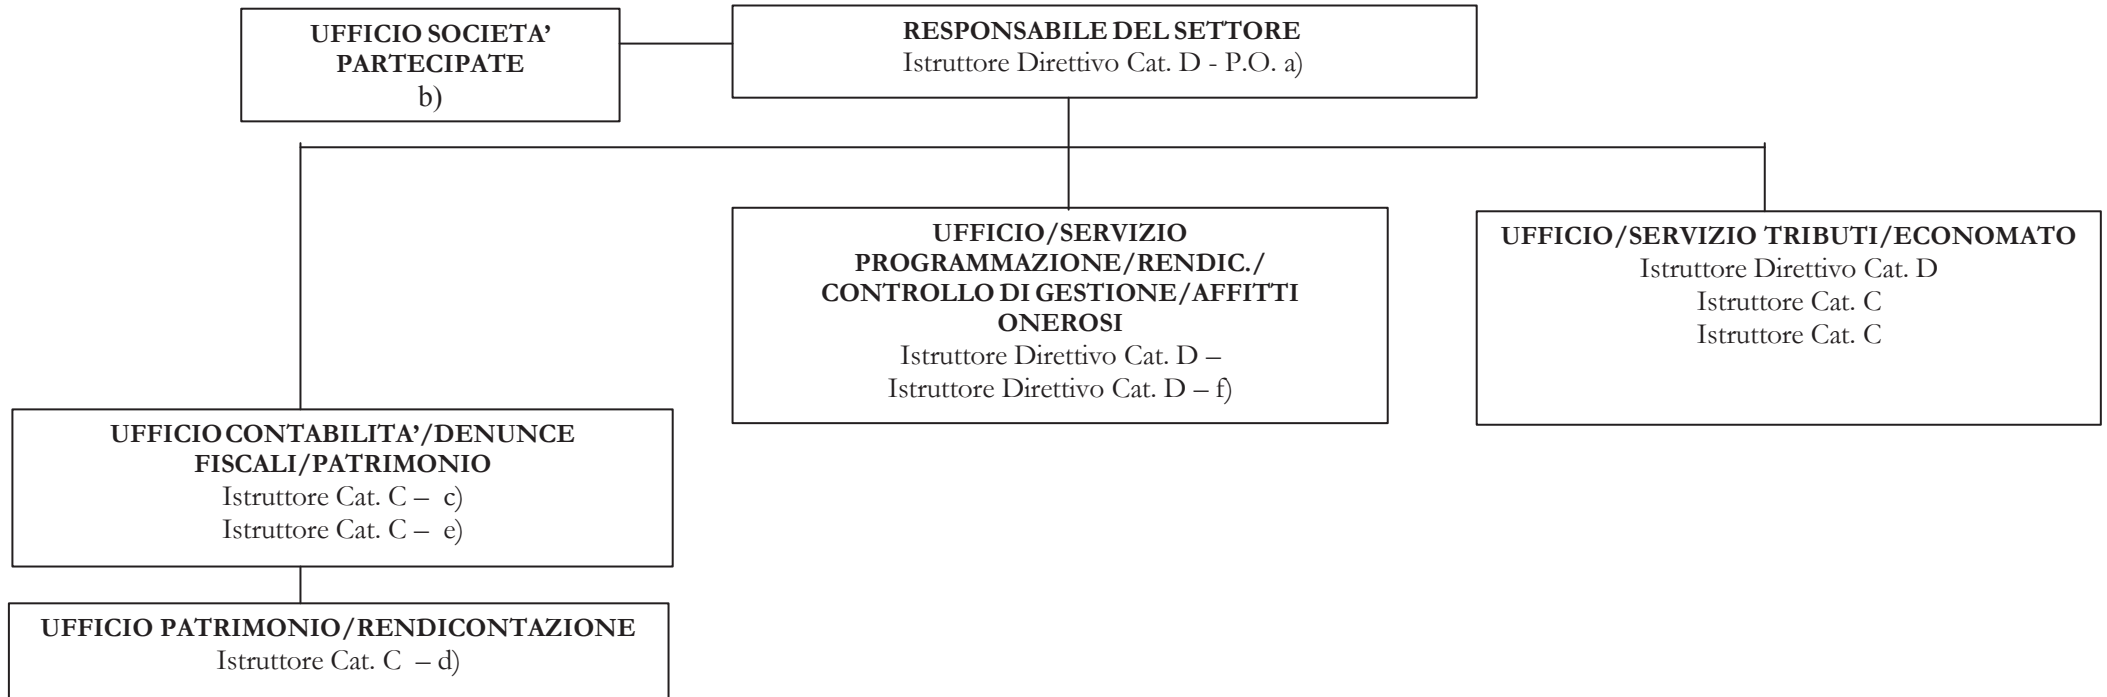 UFFICIO SOCIETA'
PARTECIPATE
b)
RESPONSABILE DEL SETTORE
Istruttore Direttivo Cat. D - P.O. a)
UFFICIO/SERVIZIO
PROGRAMMAZIONE/RENDIC./
CONTROLLO DI GESTIONE/AFFITTI
ONEROSI
Istruttore Direttivo Cat. D –
Istruttore Direttivo Cat. D – f)
UFFICIO/SERVIZIO TRIBUTI/ECONOMATO
Istruttore Direttivo Cat. D
Istruttore Cat. C
Istruttore Cat. C
UFFICIO CONTABILITA’/DENUNCE
FISCALI/PATRIMONIO
Istruttore Cat. C – c)
Istruttore Cat. C – e)
UFFICIO PATRIMONIO/RENDICONTAZIONE
Istruttore Cat. C – d)